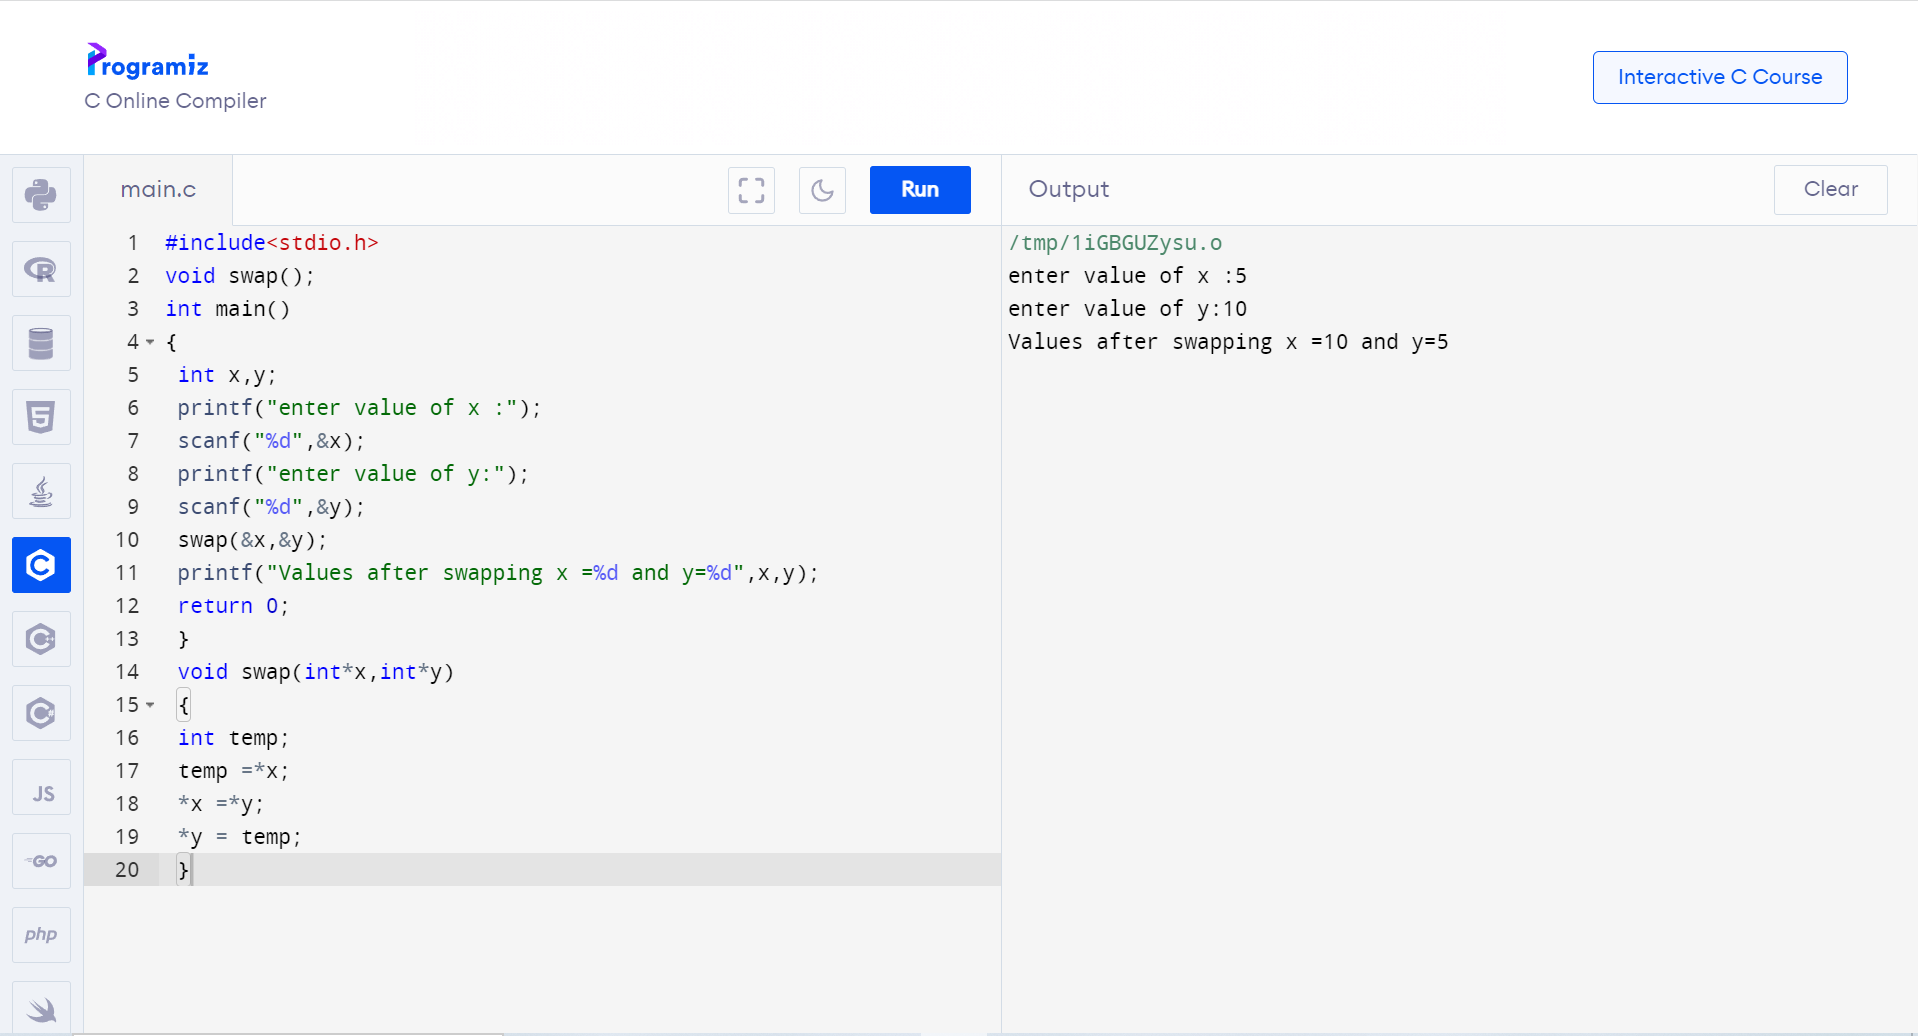 Programiz
C Online Compiler
Interactive C Course
main.c
Run
Output
Clear
1 #include<stdio.h>
2 void swap();
3 int main()
4 {
5 int x,y;
6 printf("enter value of x :");
7 scanf("%d",&x);
8 printf("enter value of y:");
9 scanf("%d",&y);
10 swap(&x,&y);
11 printf("Values after swapping x =%d and y=%d",x,y);
12 return 0;
13 }
14 void swap(int*x,int*y)
15 {
16 int temp;
17 temp =*x;
18 *x =*y;
19 *y = temp;
20 }
/tmp/1iGBGUZysu.o
enter value of x :5
enter value of y:10
Values after swapping x =10 and y=5
R
5
C
C++
C#
JS
GO
php